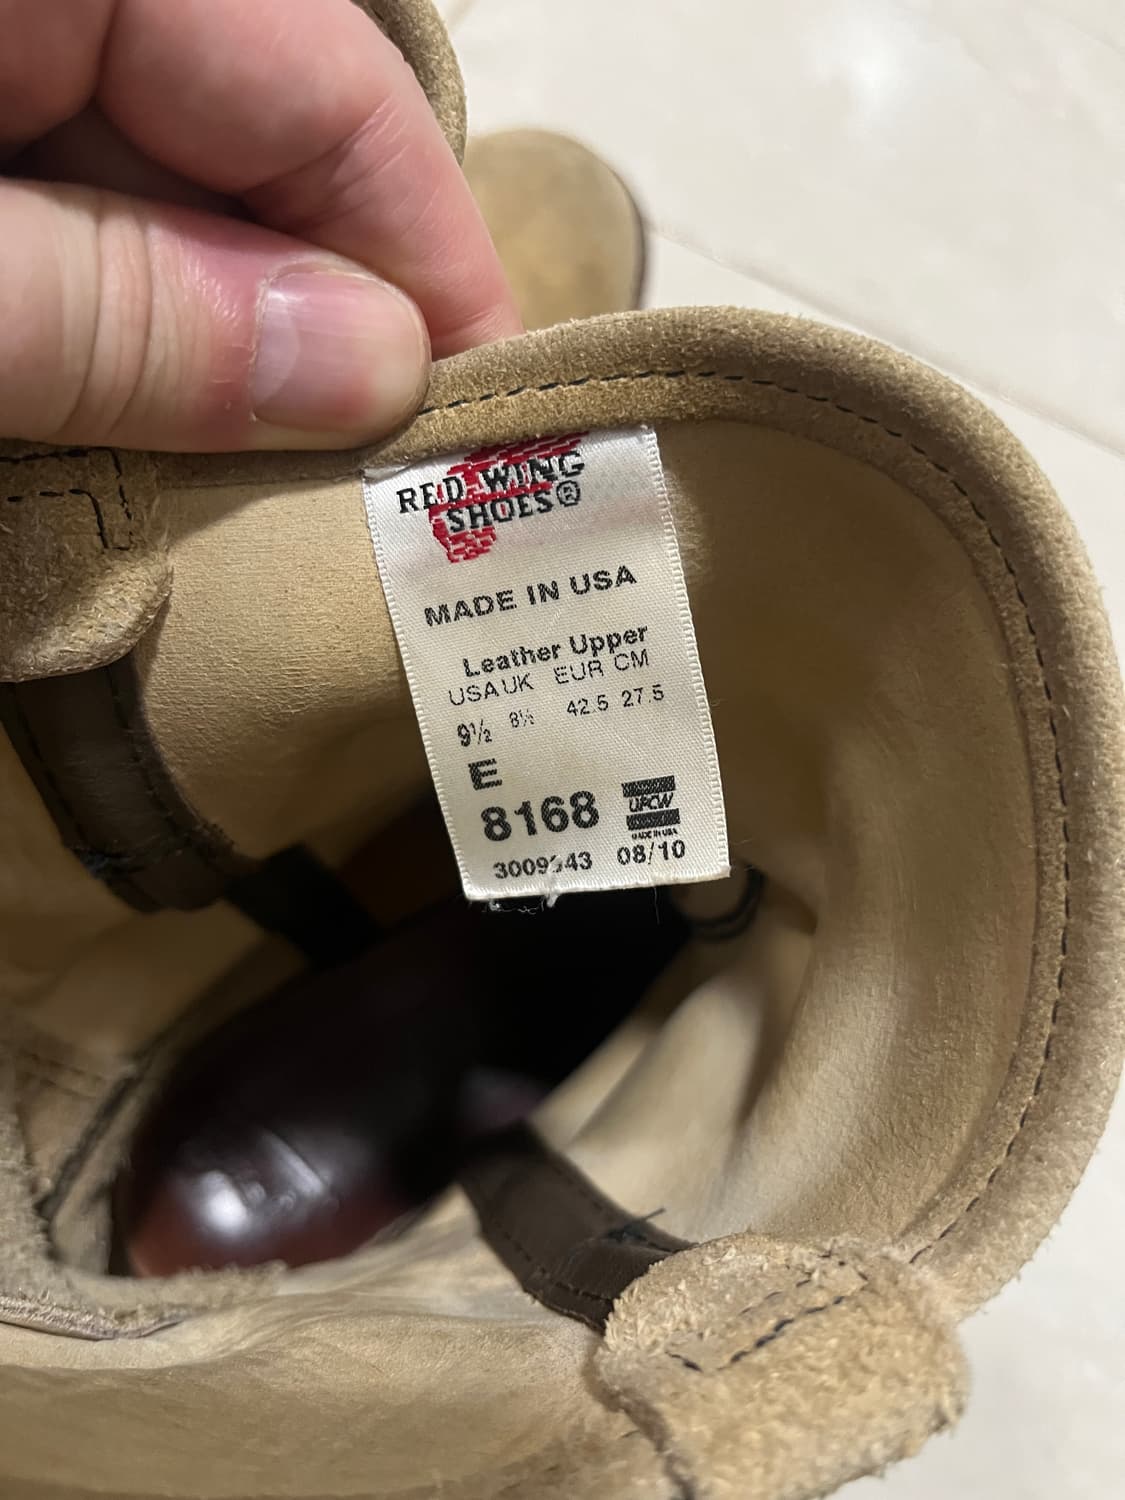 RED WING
SHOES®
MADE IN USA
Leather Upper
USA UK EUR CM
9½ 8½ 42.5 27.5
E
8168
UFCW
MADE IN USA
08/10